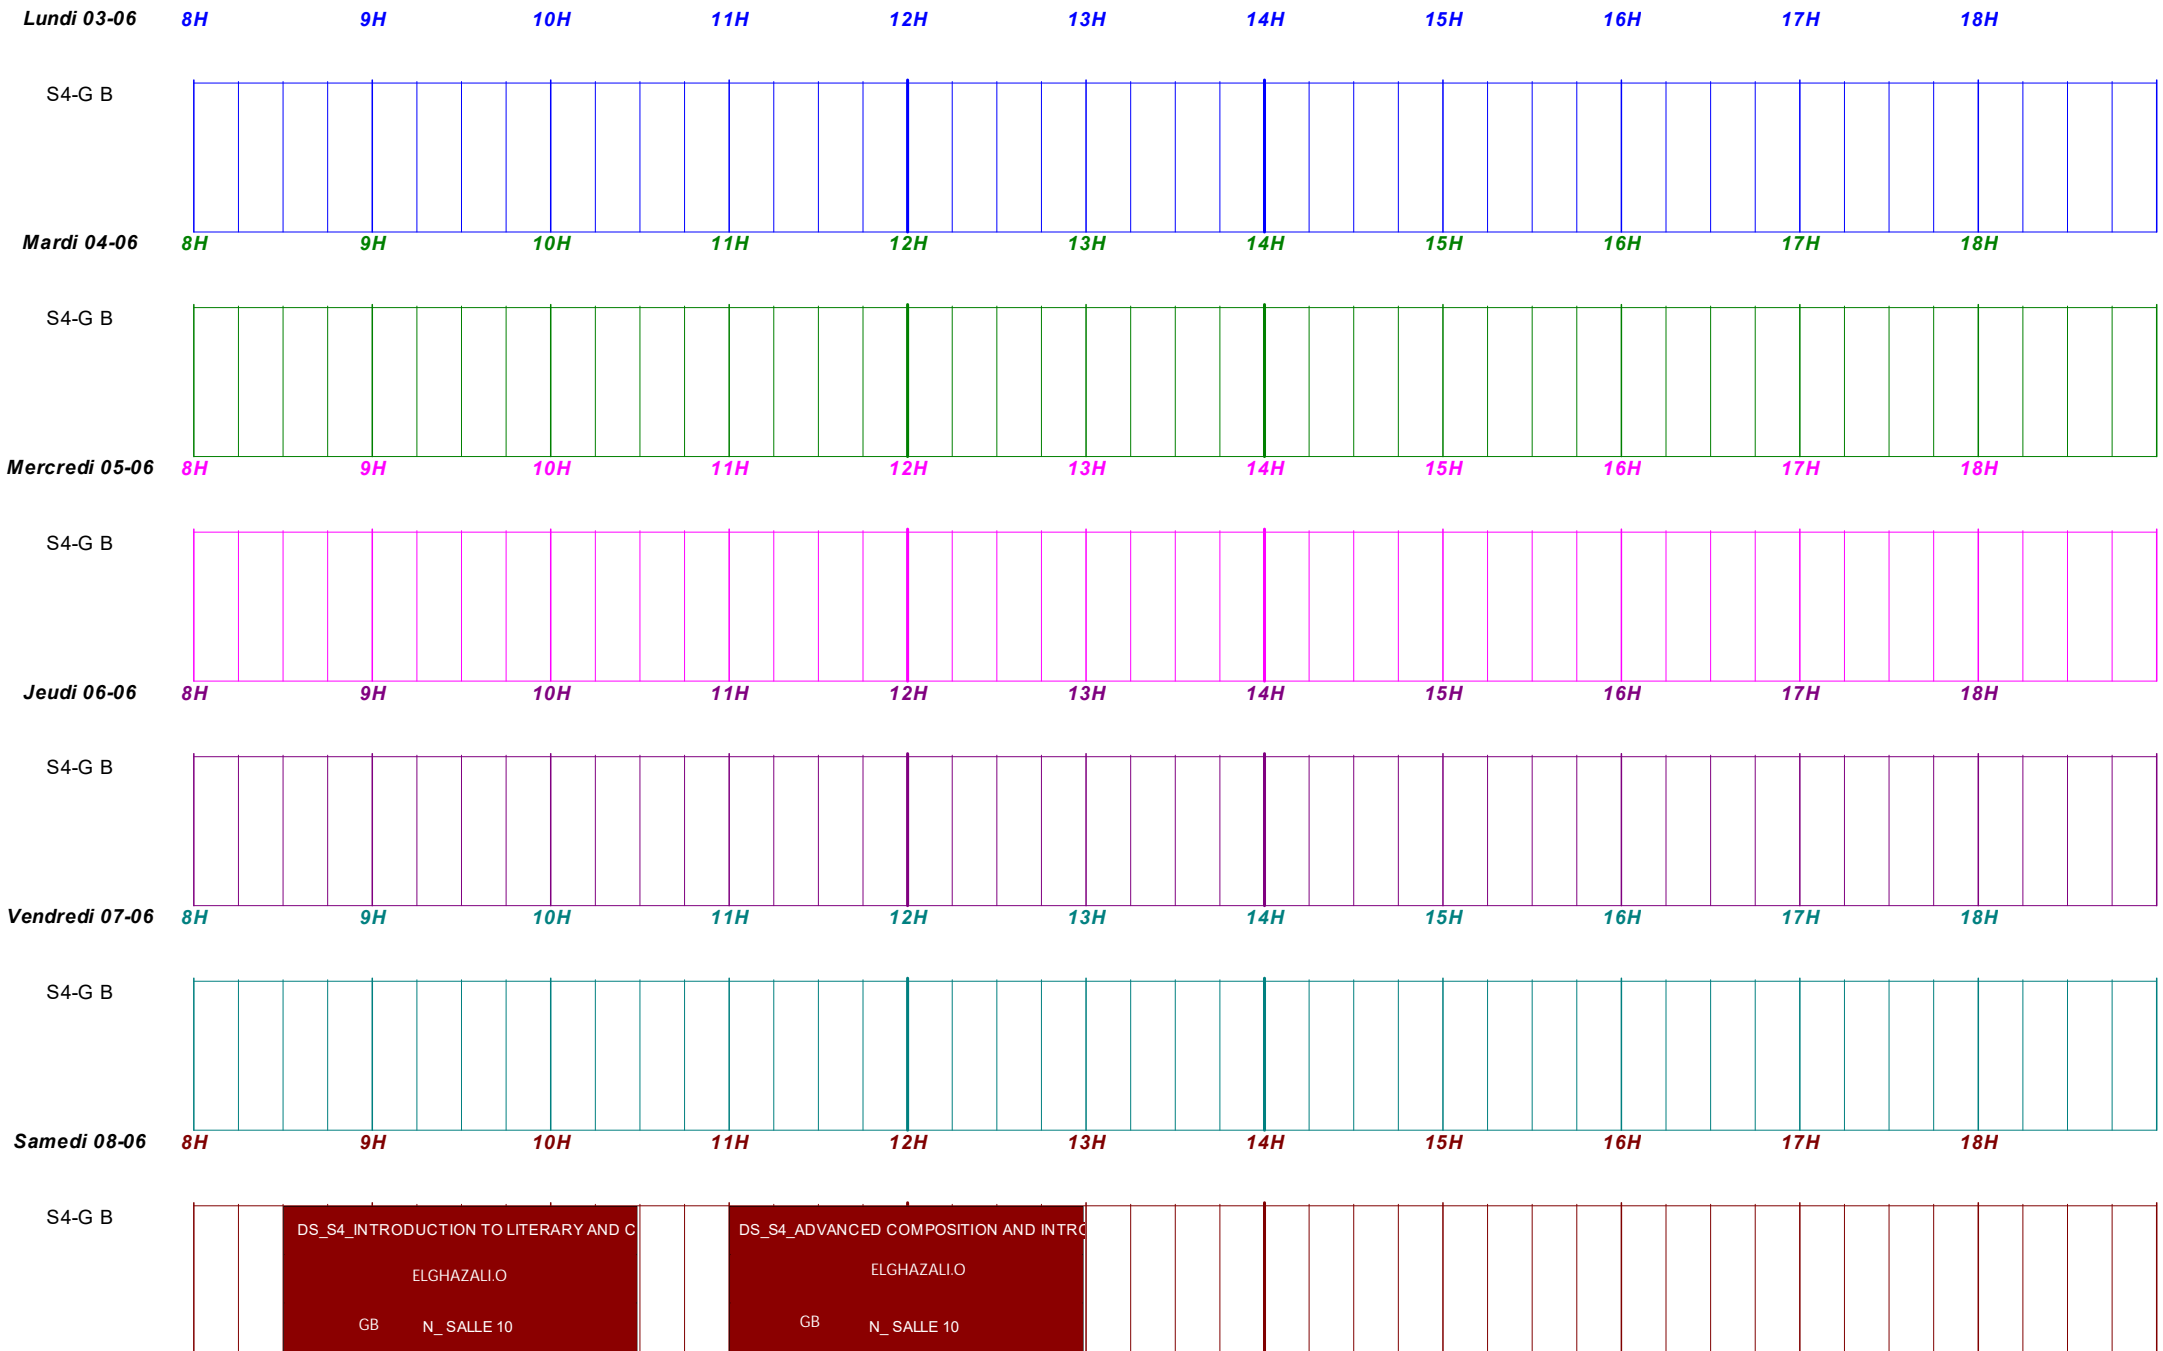 Lundi 03-06 8H 9H 10H 11H 12H 13H 14H 15H 16H 17H 18H
S4-G B
Mardi 04-06 8H 9H 10H 11H 12H 13H 14H 15H 16H 17H 18H
S4-G B
Mercredi 05-06 8H 9H 10H 11H 12H 13H 14H 15H 16H 17H 18H
S4-G B
Jeudi 06-06 8H 9H 10H 11H 12H 13H 14H 15H 16H 17H 18H
S4-G B
Vendredi 07-06 8H 9H 10H 11H 12H 13H 14H 15H 16H 17H 18H
S4-G B
Samedi 08-06 8H 9H 10H 11H 12H 13H 14H 15H 16H 17H 18H
S4-G B
DS_S4_INTRODUCTION TO LITERARY AND C
ELGHAZALI.O
GB N_ SALLE 10
DS_S4_ADVANCED COMPOSITION AND INTRO
ELGHAZALI.O
GB N_ SALLE 10